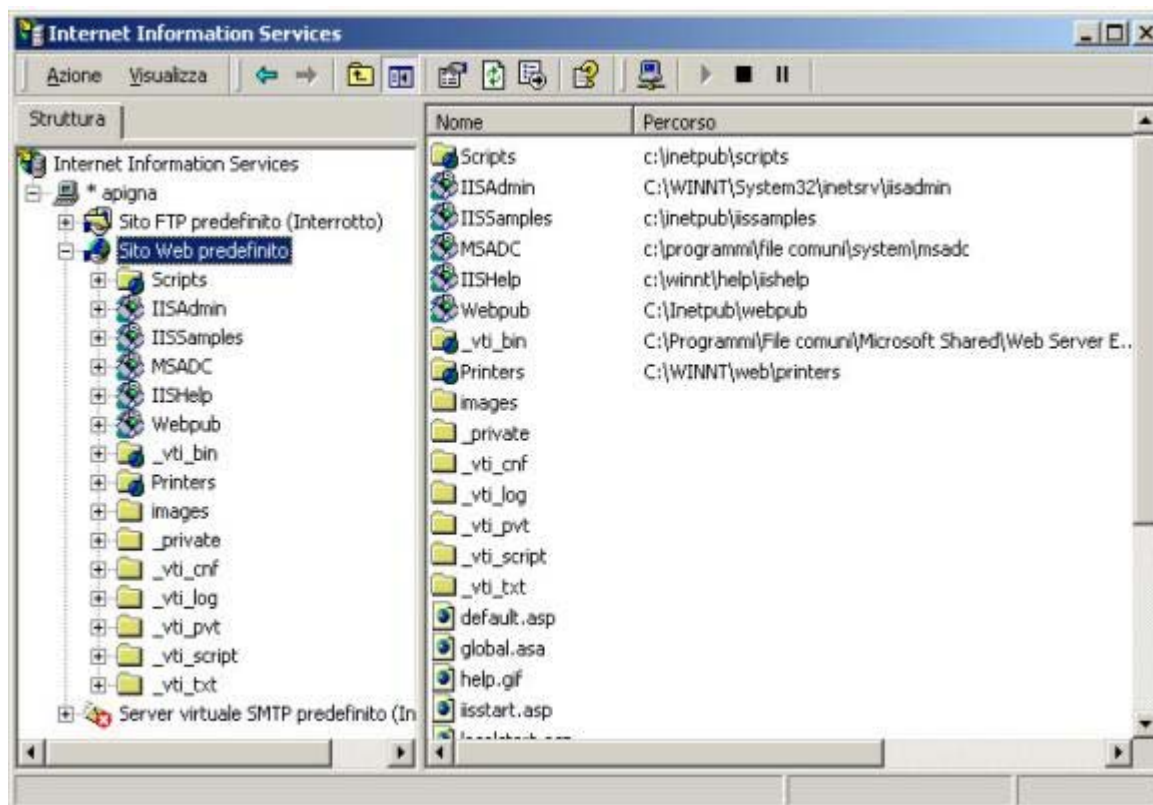 Internet Information Services
Azione Visualizza
Struttura
Internet Information Services
* apigna
Sito FTP predefinito (Interrotto)
Sito Web predefinito
Scripts
IISAdmin
IISSamples
MSADC
IISHelp
Webpub
_vti_bin
Printers
images
_private
_vti_cnf
_vti_log
_vti_pvt
_vti_script
_vti_txt
Server virtuale SMTP predefinito (In
Nome Percorso
Scripts c:\inetpub\scripts
IISAdmin C:\WINNT\System32\inetsrv\iisadmin
IISSamples c:\inetpub\iissamples
MSADC c:\programmi\file comuni\system\msadc
IISHelp c:\winnt\help\iishelp
Webpub C:\Inetpub\webpub
_vti_bin C:\Programmi\File comuni\Microsoft Shared\Web Server E..
Printers C:\WINNT\web\printers
images
_private
_vti_cnf
_vti_log
_vti_pvt
_vti_script
_vti_txt
default.asp
global.asa
help.gif
iisstart.asp